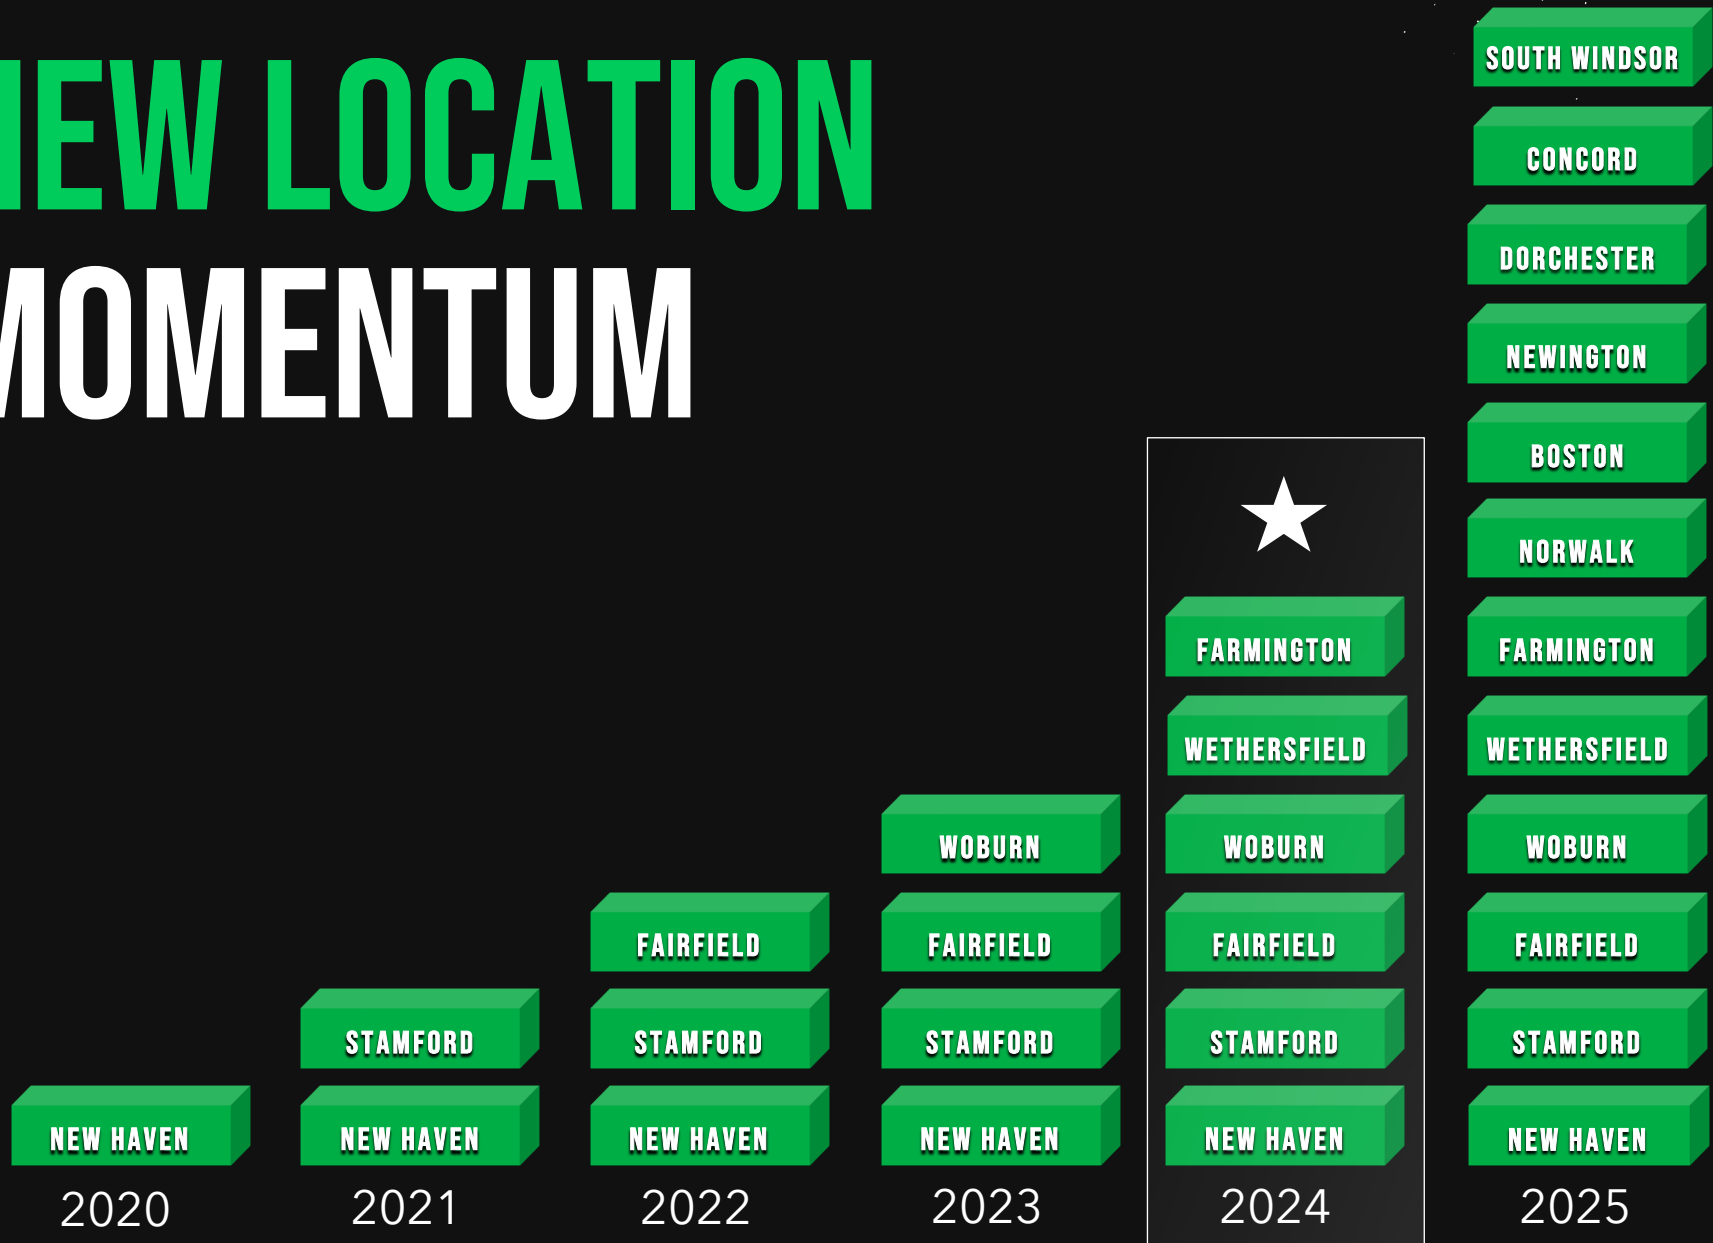 NEW LOCATION
MOMENTUM
SOUTH WINDSOR
CONCORD
DORCHESTER
NEWINGTON
BOSTON
NORWALK
FARMINGTON FARMINGTON
WETHERSFIELD WETHERSFIELD
WOBURN WOBURN WOBURN
FAIRFIELD FAIRFIELD FAIRFIELD FAIRFIELD
STAMFORD STAMFORD STAMFORD STAMFORD STAMFORD
NEW HAVEN NEW HAVEN NEW HAVEN NEW HAVEN NEW HAVEN NEW HAVEN
2020 2021 2022 2023 2024 2025